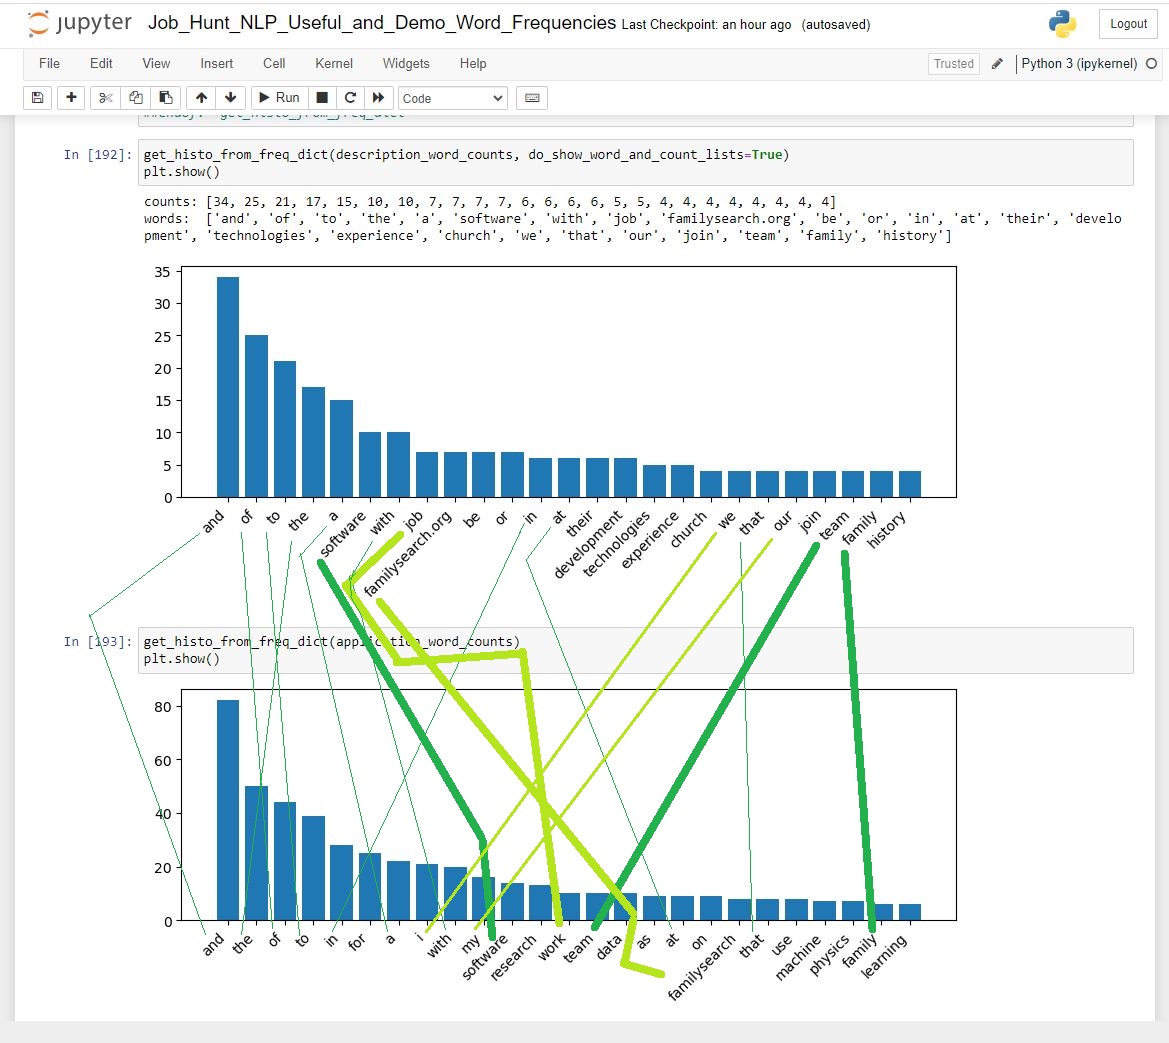 jupyter Job_Hunt_NLP_Useful_and_Demo_Word_Frequencies Last Checkpoint: an hour ago (autosaved) Logout
File Edit View Insert Cell Kernel Widgets Help Trusted Python 3 (ipykernel)
Run Code
In [192]: get_histo_from_freq_dict(description_word_counts, do_show_word_and_count_lists=True)
plt.show()
counts: [34, 25, 21, 17, 15, 10, 10, 7, 7, 7, 7, 6, 6, 6, 6, 5, 5, 4, 4, 4, 4, 4, 4, 4, 4]
words:  ['and', 'of', 'to', 'the', 'a', 'software', 'with', 'job', 'familysearch.org', 'be', 'or', 'in', 'at', 'their', 'develo
pment', 'technologies', 'experience', 'church', 'we', 'that', 'our', 'join', 'team', 'family', 'history']
35
30
25
20
15
10
5
0
and of to the a software with job familysearch.org be or in at their development technologies experience church we that our join team family history
In [193]: get_histo_from_freq_dict(application_word_counts)
plt.show()
80
60
40
20
0
and the of to in for a i with my software research work team data as at on familysearch that use machine physics family learning